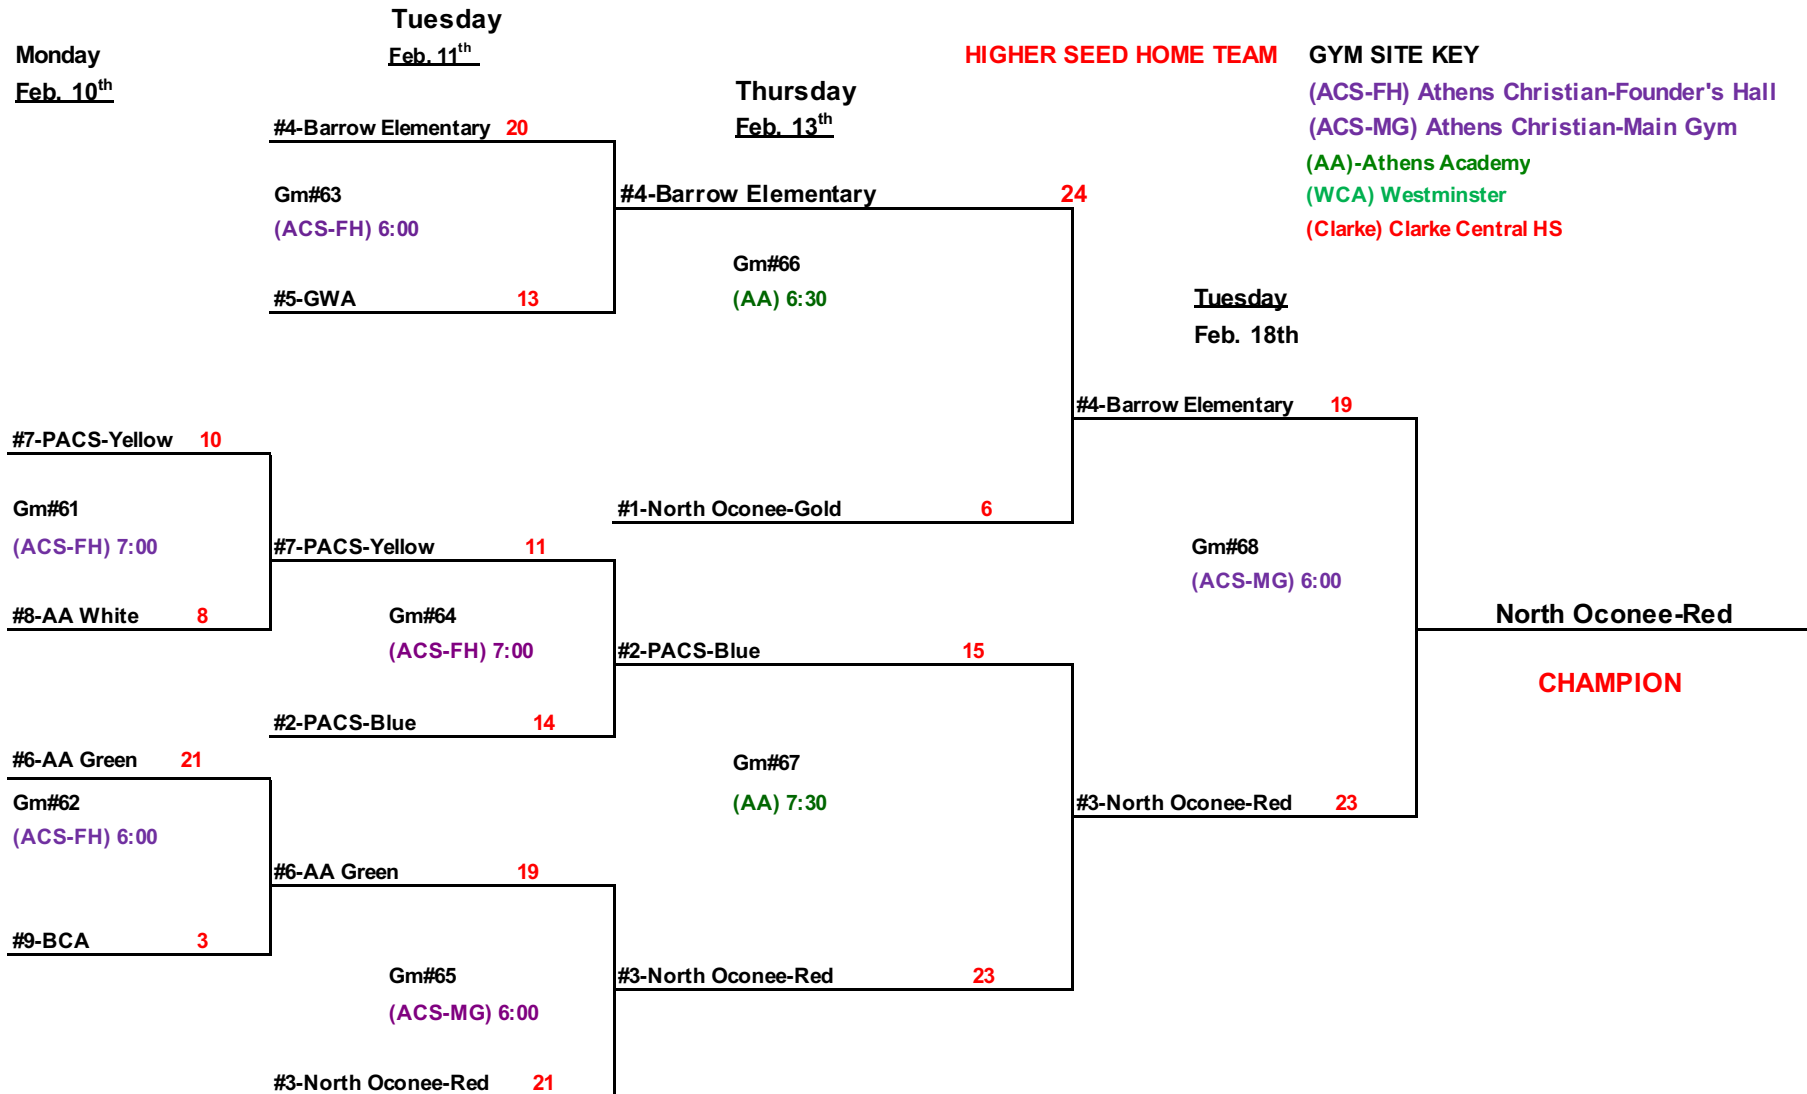 Tuesday
Monday
Feb. 11th
HIGHER SEED HOME TEAM
GYM SITE KEY
Feb. 10th
Thursday
(ACS-FH) Athens Christian-Founder's Hall
#4-Barrow Elementary 20
Feb. 13th
(ACS-MG) Athens Christian-Main Gym
(AA)-Athens Academy
Gm#63
#4-Barrow Elementary 24
(WCA) Westminster
(ACS-FH) 6:00
(Clarke) Clarke Central HS
Gm#66
#5-GWA 13
(AA) 6:30
Tuesday
Feb. 18th
#4-Barrow Elementary 19
#7-PACS-Yellow 10
Gm#61
#1-North Oconee-Gold 6
(ACS-FH) 7:00
#7-PACS-Yellow 11
Gm#68
(ACS-MG) 6:00
#8-AA White 8
Gm#64
North Oconee-Red
(ACS-FH) 7:00
#2-PACS-Blue 15
CHAMPION
#2-PACS-Blue 14
#6-AA Green 21
Gm#67
Gm#62
(AA) 7:30
#3-North Oconee-Red 23
(ACS-FH) 6:00
#6-AA Green 19
#9-BCA 3
Gm#65
#3-North Oconee-Red 23
(ACS-MG) 6:00
#3-North Oconee-Red 21